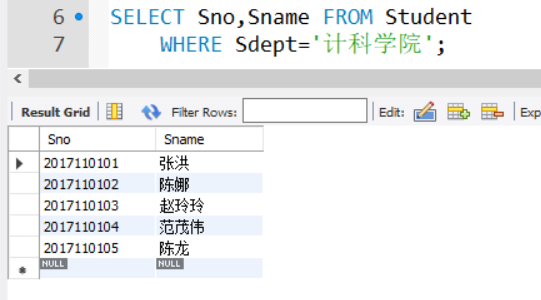 6 SELECT Sno,Sname FROM Student
7 WHERE Sdept='计科学院';
Result Grid Filter Rows: Edit: Exp
Sno Sname
2017110101 张洪
2017110102 陈娜
2017110103 赵玲玲
2017110104 范茂伟
2017110105 陈龙
NULL NULL